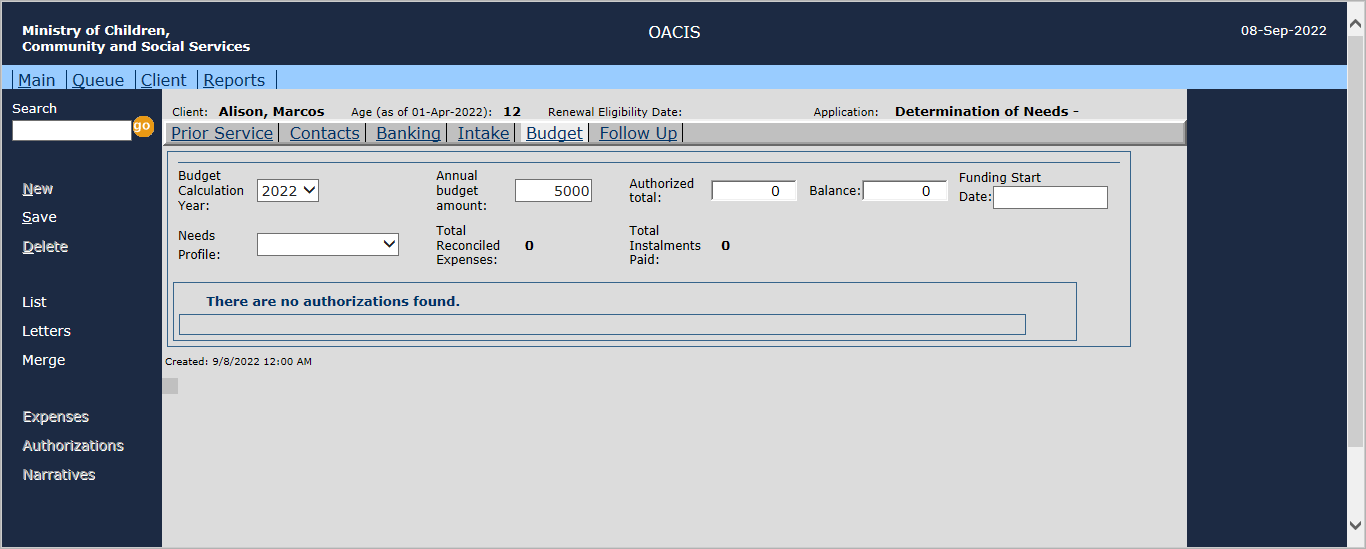 Ministry of Children,
Community and Social Services
OACIS
08-Sep-2022
Main Queue Client Reports
Search
go
New
Save
Delete
List
Letters
Merge
Expenses
Authorizations
Narratives
Client: Alison, Marcos Age (as of 01-Apr-2022): 12 Renewal Eligibility Date: Application: Determination of Needs -
Prior Service Contacts Banking Intake Budget Follow Up
Budget
Calculation
Year:
2022
Annual
budget
amount:
5000
Authorized
total:
0
Balance:
0
Funding Start
Date:
Needs
Profile:
Total
Reconciled
Expenses:
0
Total
Instalments
Paid:
0
There are no authorizations found.
Created: 9/8/2022 12:00 AM